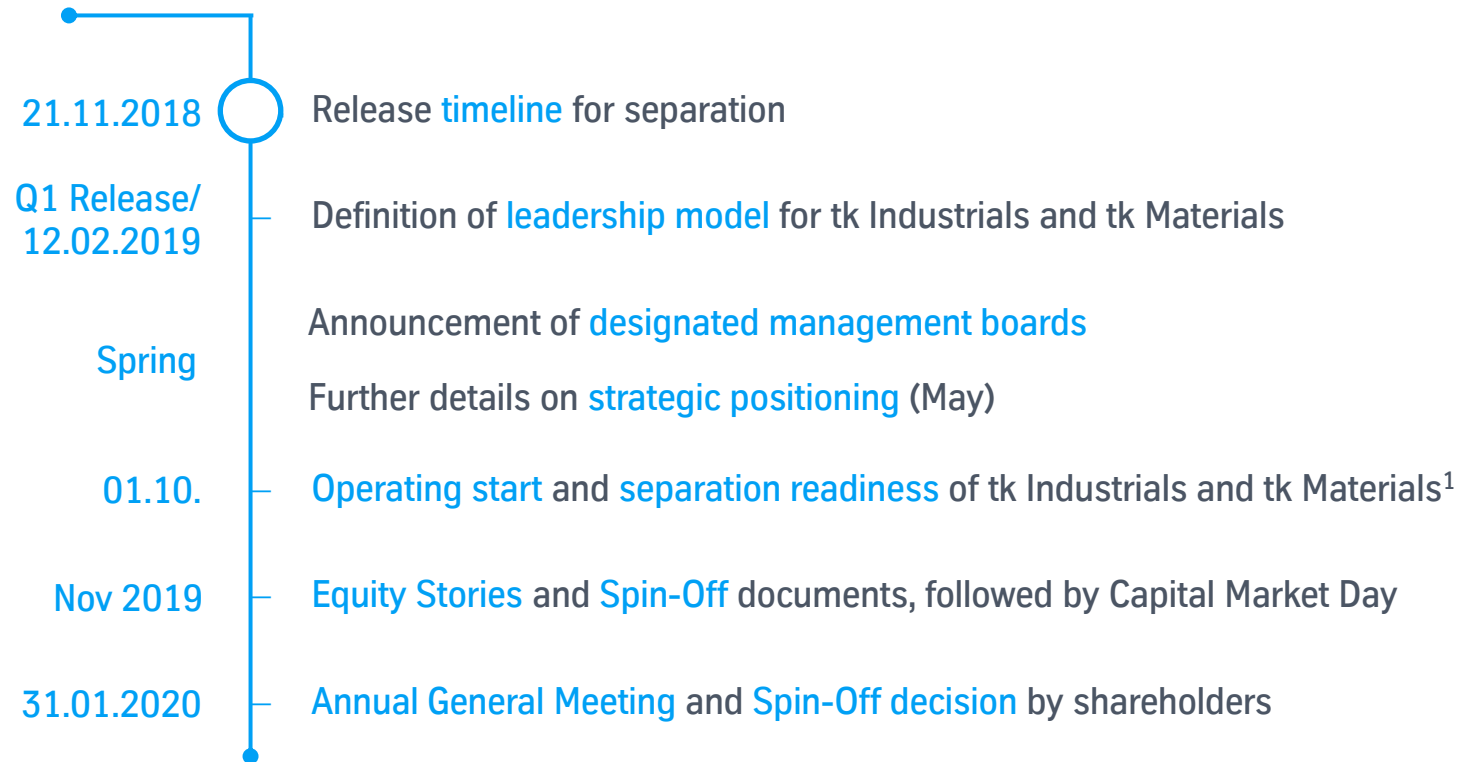 21.11.2018 Release timeline for separation
Q1 Release/
12.02.2019
Definition of leadership model for tk Industrials and tk Materials
Spring
Announcement of designated management boards
Further details on strategic positioning (May)
01.10. Operating start and separation readiness of tk Industrials and tk Materials¹
Nov 2019 Equity Stories and Spin-Off documents, followed by Capital Market Day
31.01.2020 Annual General Meeting and Spin-Off decision by shareholders